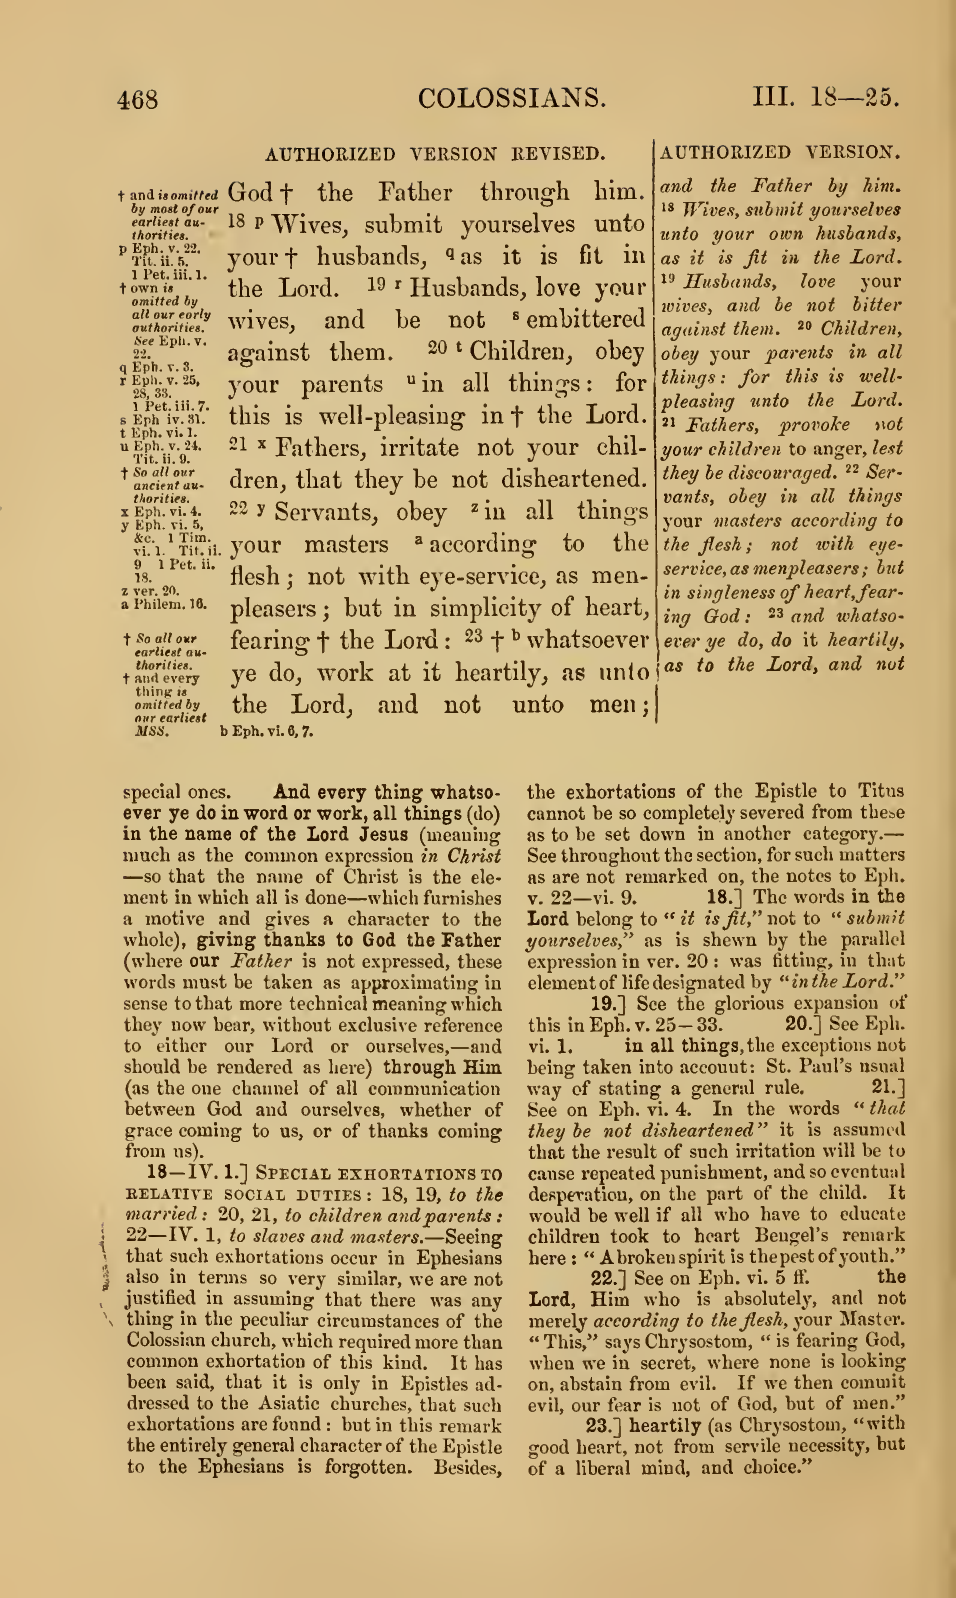 468 COLOSSIANS. III. 18—25.
AUTHORIZED VERSION REVISED.
† and is omitted
by most of our
earliest au-
thorities.
p Eph. v. 22.
Tit. ii. 5.
1 Pet. iii. 1.
† own is
omitted by
all our early
authorities.
See Eph. v.
22.
q Eph. v. 3.
r Eph. v. 25,
28, 33.
1 Pet. iii. 7.
s Eph iv. 31.
t Eph. vi. 1.
u Eph. v. 24.
Tit. ii. 9.
† So all our
ancient au-
thorities.
x Eph. vi. 4.
y Eph. vi. 5,
&c. 1 Tim.
vi. 1. Tit. ii.
9 1 Pet. ii.
18.
z ver. 20.
a Philem. 16.
† So all our
earliest au-
thorities.
† and every
thing is
omitted by
our earliest
MSS.
God † the Father through him.
18 p Wives, submit yourselves unto
your † husbands, q as it is fit in
the Lord. 19 r Husbands, love your
wives, and be not s embittered
against them. 20 t Children, obey
your parents u in all things: for
this is well-pleasing in † the Lord.
21 x Fathers, irritate not your chil-
dren, that they be not disheartened.
22 y Servants, obey z in all things
your masters a according to the
flesh; not with eye-service, as men-
pleasers; but in simplicity of heart,
fearing † the Lord: 23 † b whatsoever
ye do, work at it heartily, as unto
the Lord, and not unto men;
b Eph. vi. 6, 7.
AUTHORIZED VERSION.
and the Father by him.
18 Wives, submit yourselves
unto your own husbands,
as it is fit in the Lord.
19 Husbands, love your
wives, and be not bitter
against them. 20 Children,
obey your parents in all
things: for this is well-
pleasing unto the Lord.
21 Fathers, provoke not
your children to anger, lest
they be discouraged. 22 Ser-
vants, obey in all things
your masters according to
the flesh; not with eye-
service, as menpleasers; but
in singleness of heart, fear-
ing God: 23 and whatso-
ever ye do, do it heartily,
as to the Lord, and not
special ones. And every thing whatso-
ever ye do in word or work, all things (do)
in the name of the Lord Jesus (meaning
much as the common expression in Christ
—so that the name of Christ is the ele-
ment in which all is done—which furnishes
a motive and gives a character to the
whole), giving thanks to God the Father
(where our Father is not expressed, these
words must be taken as approximating in
sense to that more technical meaning which
they now bear, without exclusive reference
to either our Lord or ourselves,—and
should be rendered as here) through Him
(as the one channel of all communication
between God and ourselves, whether of
grace coming to us, or of thanks coming
from us).
18—IV. 1.] SPECIAL EXHORTATIONS TO
RELATIVE SOCIAL DUTIES: 18, 19, to the
married: 20, 21, to children and parents:
22—IV. 1, to slaves and masters.—Seeing
that such exhortations occur in Ephesians
also in terms so very similar, we are not
justified in assuming that there was any
thing in the peculiar circumstances of the
Colossian church, which required more than
common exhortation of this kind. It has
been said, that it is only in Epistles ad-
dressed to the Asiatic churches, that such
exhortations are found: but in this remark
the entirely general character of the Epistle
to the Ephesians is forgotten. Besides,
the exhortations of the Epistle to Titus
cannot be so completely severed from these
as to be set down in another category.—
See throughout the section, for such matters
as are not remarked on, the notes to Eph.
v. 22—vi. 9. 18.] The words in the
Lord belong to "it is fit," not to "submit
yourselves," as is shewn by the parallel
expression in ver. 20: was fitting, in that
element of life designated by "in the Lord."
19.] See the glorious expansion of
this in Eph. v. 25—33. 20.] See Eph.
vi. 1. in all things, the exceptions not
being taken into account: St. Paul's usual
way of stating a general rule. 21.]
See on Eph. vi. 4. In the words "that
they be not disheartened" it is assumed
that the result of such irritation will be to
cause repeated punishment, and so eventual
desperation, on the part of the child. It
would be well if all who have to educate
children took to heart Bengel's remark
here: "A broken spirit is the pest of youth."
22.] See on Eph. vi. 5 ff. the
Lord, Him who is absolutely, and not
merely according to the flesh, your Master.
"This," says Chrysostom, "is fearing God,
when we in secret, where none is looking
on, abstain from evil. If we then commit
evil, our fear is not of God, but of men."
23.] heartily (as Chrysostom, "with
good heart, not from servile necessity, but
of a liberal mind, and choice."